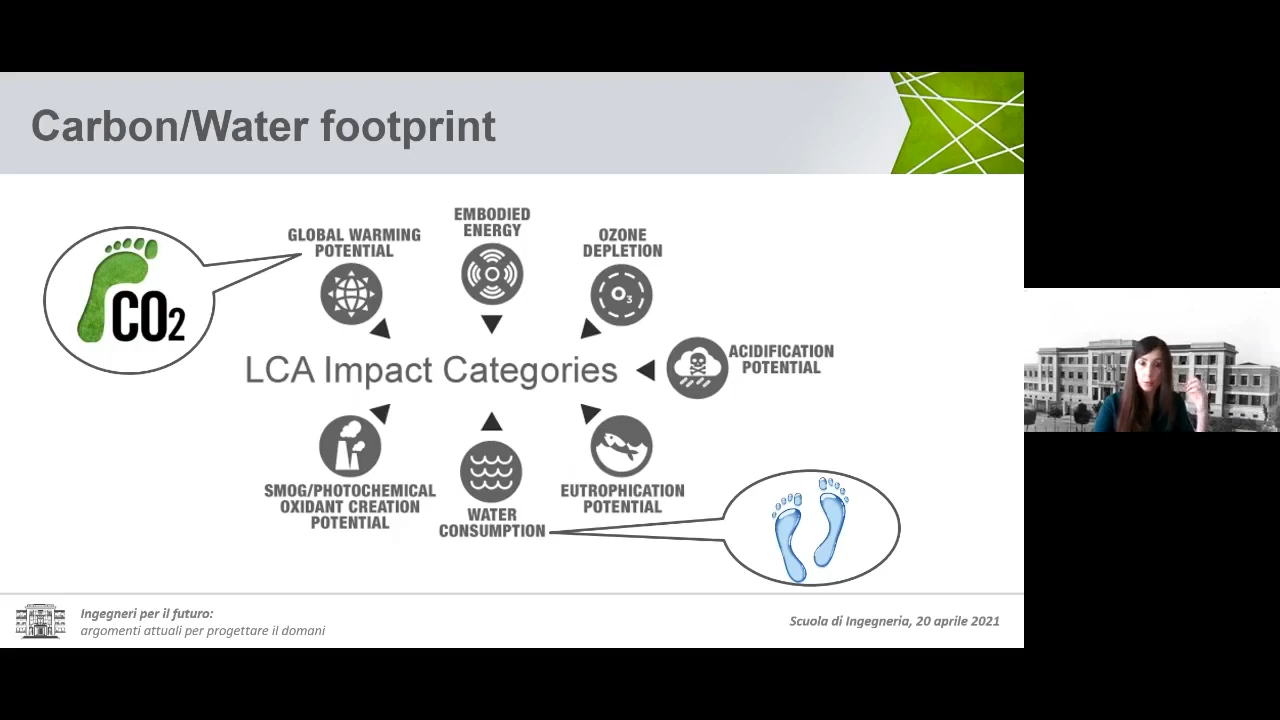 Carbon/Water footprint
CO2
GLOBAL WARMING
POTENTIAL
EMBODIED
ENERGY
OZONE
DEPLETION
O3
ACIDIFICATION
POTENTIAL
LCA Impact Categories
SMOG/PHOTOCHEMICAL
OXIDANT CREATION
POTENTIAL
WATER
CONSUMPTION
EUTROPHICATION
POTENTIAL
Ingegneri per il futuro:
argomenti attuali per progettare il domani
Scuola di Ingegneria, 20 aprile 2021